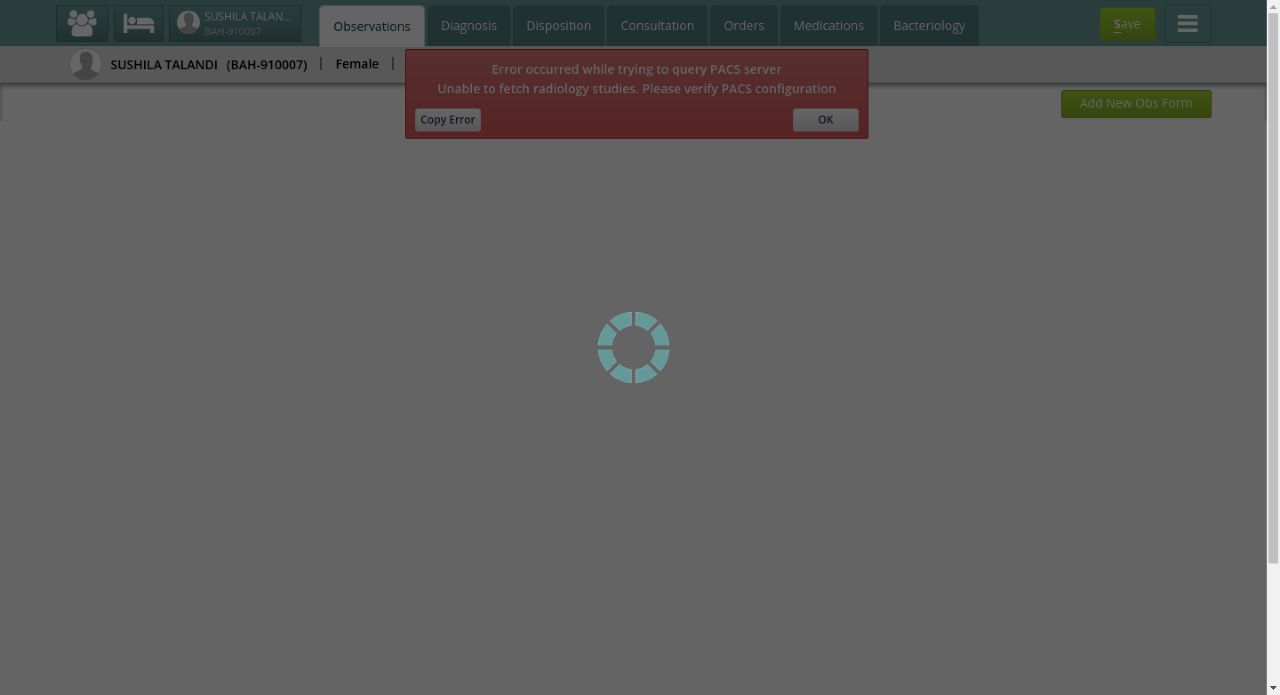 SUSHILA TALAN...
BAH-910007
Observations
Diagnosis
Disposition
Consultation
Orders
Medications
Bacteriology
Save
SUSHILA TALANDI (BAH-910007) | Female |
Error occurred while trying to query PACS server
Unable to fetch radiology studies. Please verify PACS configuration
Copy Error
OK
Add New Obs Form